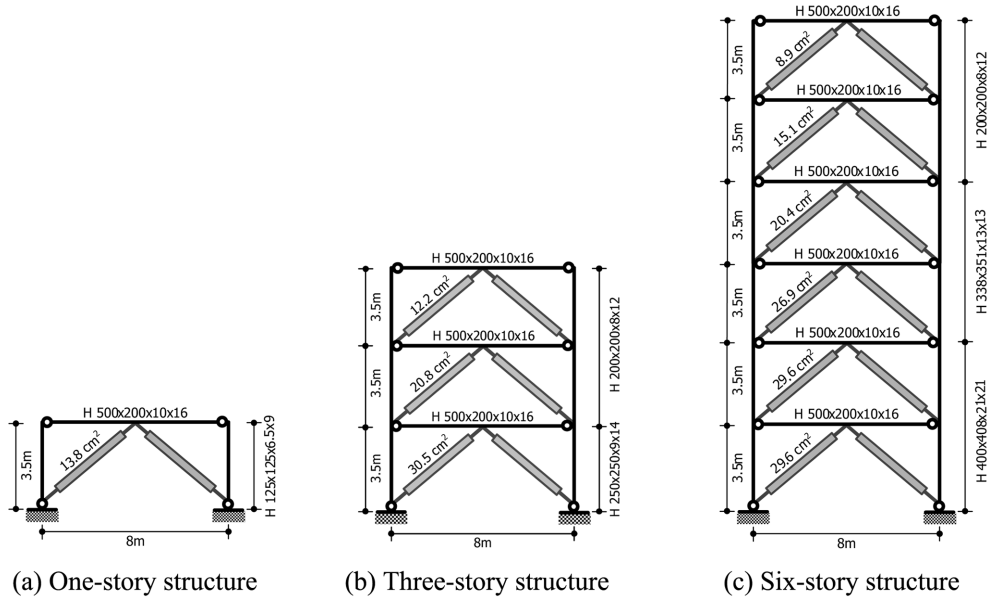 H 500x200x10x16
13.8 cm²
3.5m
H 125x125x6.5x9
8m
(a) One-story structure
H 500x200x10x16
12.2 cm²
3.5m
H 500x200x10x16
20.8 cm²
3.5m
H 200x200x8x12
H 500x200x10x16
30.5 cm²
3.5m
H 250x250x9x14
8m
(b) Three-story structure
H 500x200x10x16
8.9 cm²
3.5m
H 500x200x10x16
15.1 cm²
3.5m
H 200x200x8x12
H 500x200x10x16
20.4 cm²
3.5m
H 500x200x10x16
26.9 cm²
3.5m
H 338x351x13x13
H 500x200x10x16
29.6 cm²
3.5m
H 500x200x10x16
29.6 cm²
3.5m
H 400x408x21x21
8m
(c) Six-story structure